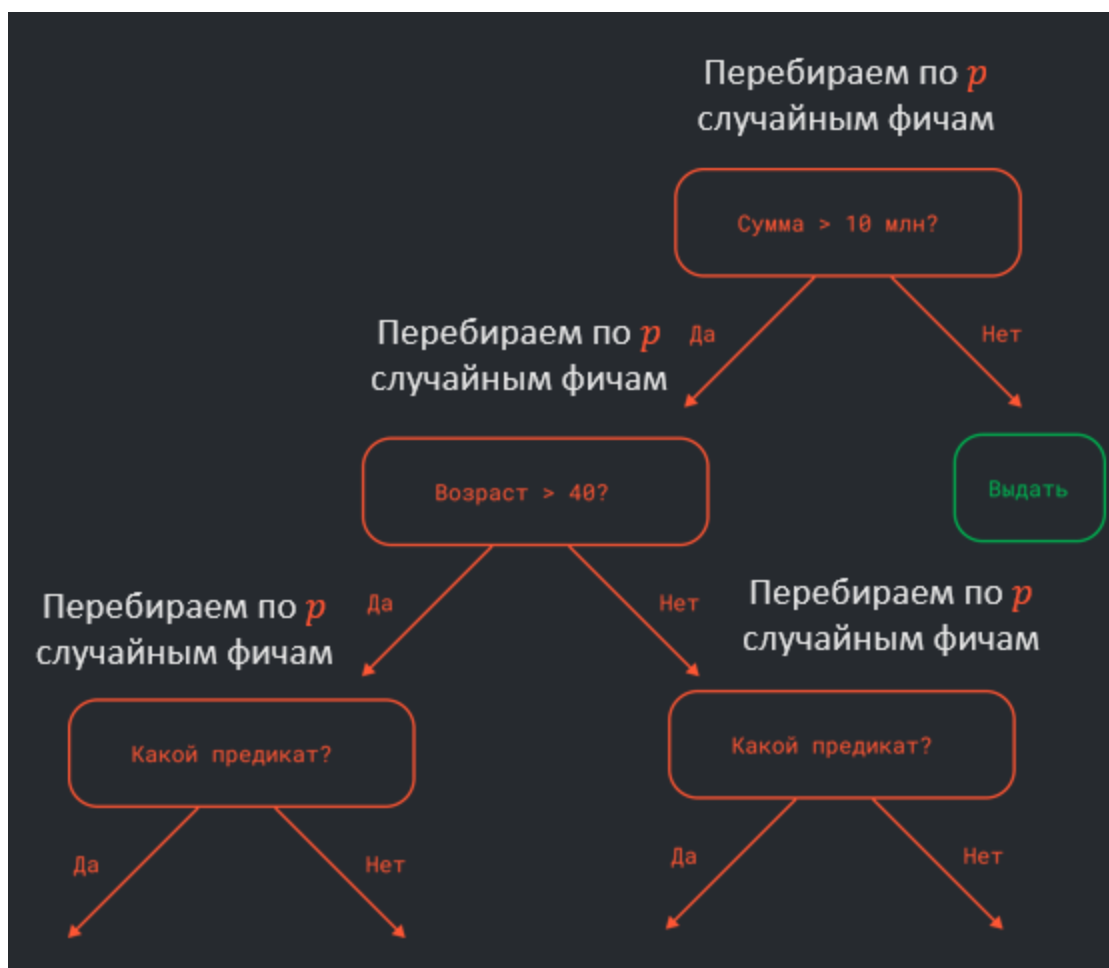 Перебираем по p
случайным фичам
Сумма > 10 млн?
Перебираем по p
случайным фичам
Да
Нет
Возраст > 40?
Выдать
Перебираем по p
случайным фичам
Да
Нет
Перебираем по p
случайным фичам
Какой предикат?
Какой предикат?
Да
Нет
Да
Нет